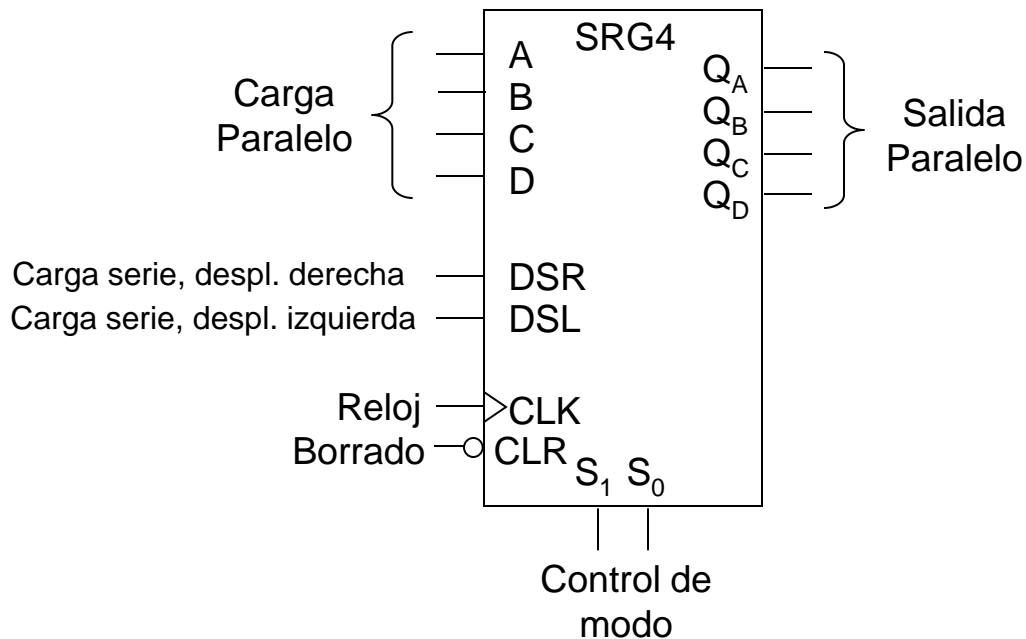 SRG4
Carga
Paralelo
A
B
C
D
Q_A
Q_B
Q_C
Q_D
Salida
Paralelo
Carga serie, despl. derecha
DSR
Carga serie, despl. izquierda
DSL
Reloj
CLK
Borrado
CLR
S_1 S_0
Control de
modo